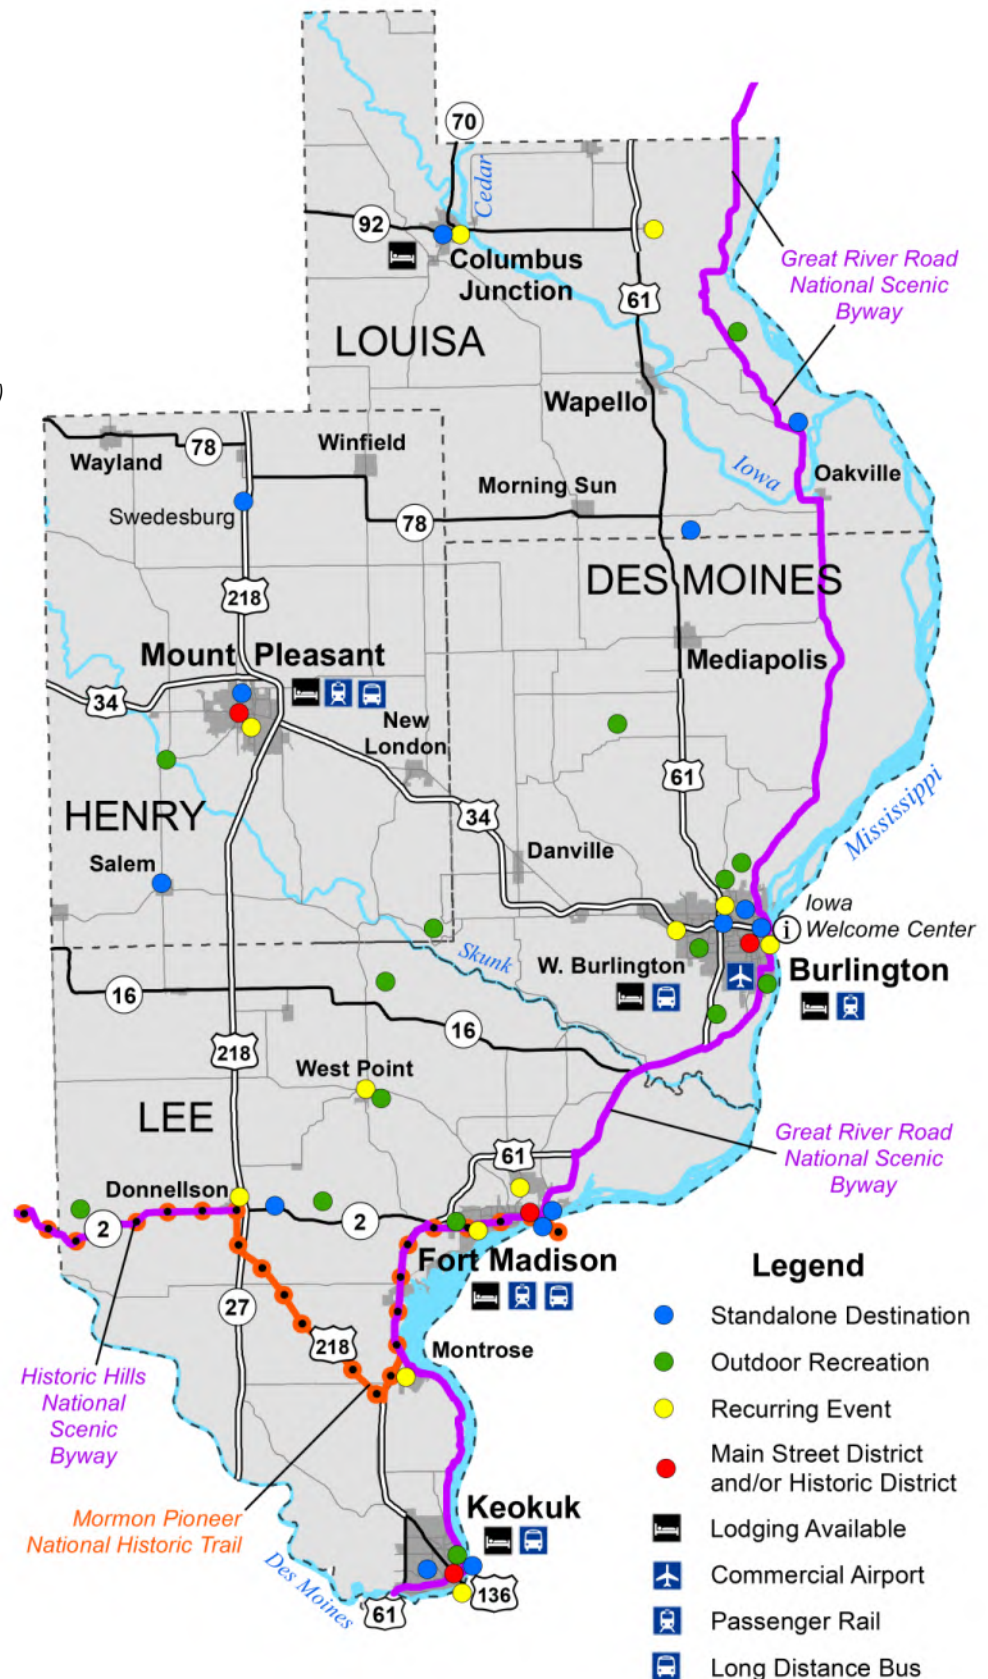 )
70
Cedar
92
Columbus
Junction
Great River Road
National Scenic
Byway
61
LOUISA
Wapello
78
Wayland
Winfield
Iowa
Oakville
Morning Sun
Swedesburg
78
DES MOINES
218
Mount Pleasant
Mediapolis
34
New
London
61
Mississippi
HENRY
34
Salem
Danville
Iowa
Welcome Center
i
Skunk
W. Burlington
Burlington
16
16
218
West Point
LEE
61
Great River Road
National Scenic
Byway
Donnellson
2
2
Fort Madison
27
218
Montrose
Historic Hills
National
Scenic
Byway
Mormon Pioneer
National Historic Trail
Keokuk
Des Moines
61
136
Legend
Standalone Destination
Outdoor Recreation
Recurring Event
Main Street District
and/or Historic District
Lodging Available
Commercial Airport
Passenger Rail
Long Distance Bus